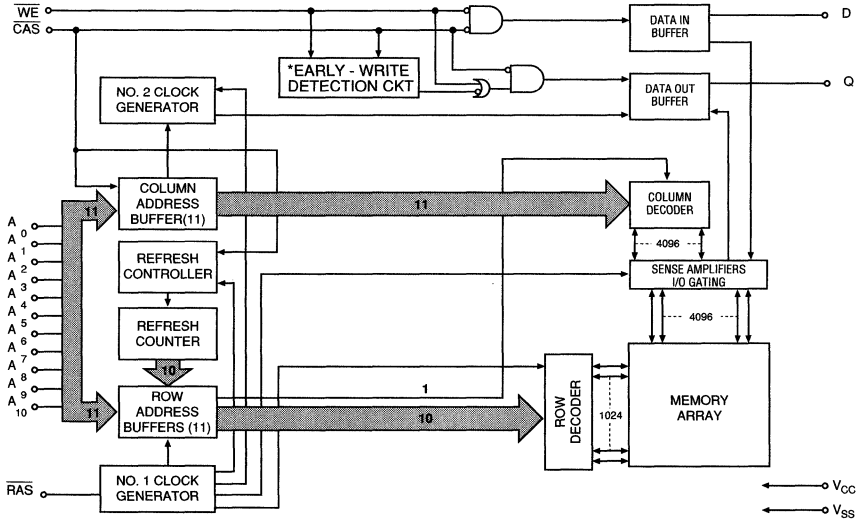 WE
CAS
DATA IN
BUFFER
D
*EARLY - WRITE
DETECTION CKT
NO. 2 CLOCK
GENERATOR
DATA OUT
BUFFER
Q
COLUMN
ADDRESS
BUFFER(11)
11
11
COLUMN
DECODER
A0
A1
A2
A3
A4
A5
A6
A7
A8
A9
A10
4096
REFRESH
CONTROLLER
SENSE AMPLIFIERS
I/O GATING
4096
REFRESH
COUNTER
10
ROW
ADDRESS
BUFFERS (11)
11
1
10
ROW
DECODER
1024
MEMORY
ARRAY
RAS
NO. 1 CLOCK
GENERATOR
VCC
VSS